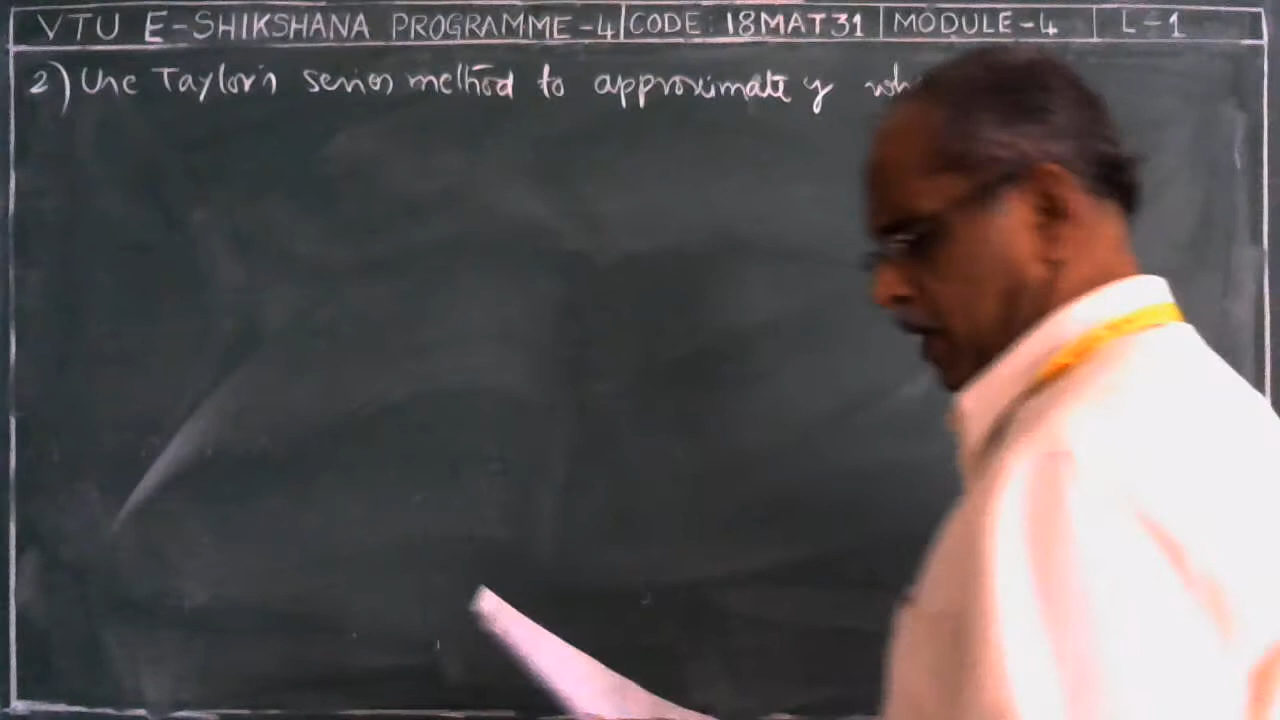 VTU E-SHIKSHANA PROGRAMME-4 | CODE: 18MAT31 | MODULE-4 | L-1
2) Use Taylor's series method to approximate y